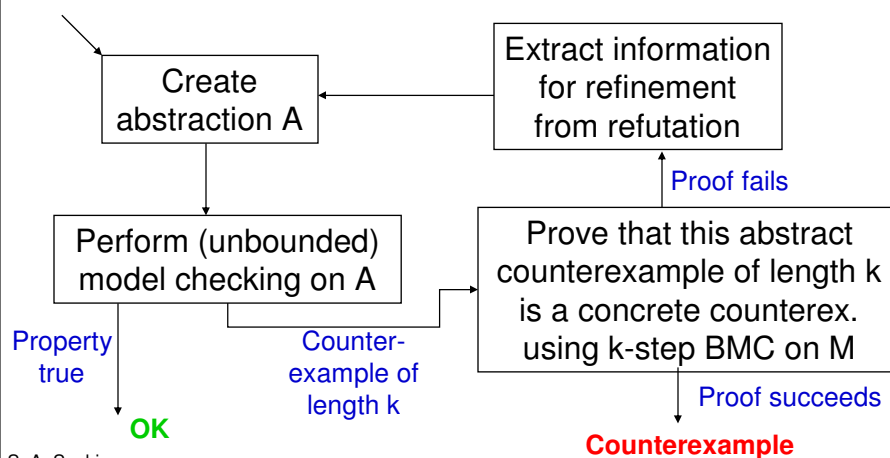 Create
abstraction A
Extract information
for refinement
from refutation
Proof fails
Perform (unbounded)
model checking on A
Prove that this abstract
counterexample of length k
is a concrete counterex.
using k-step BMC on M
Property
true
Counter-
example of
length k
Proof succeeds
OK
Counterexample